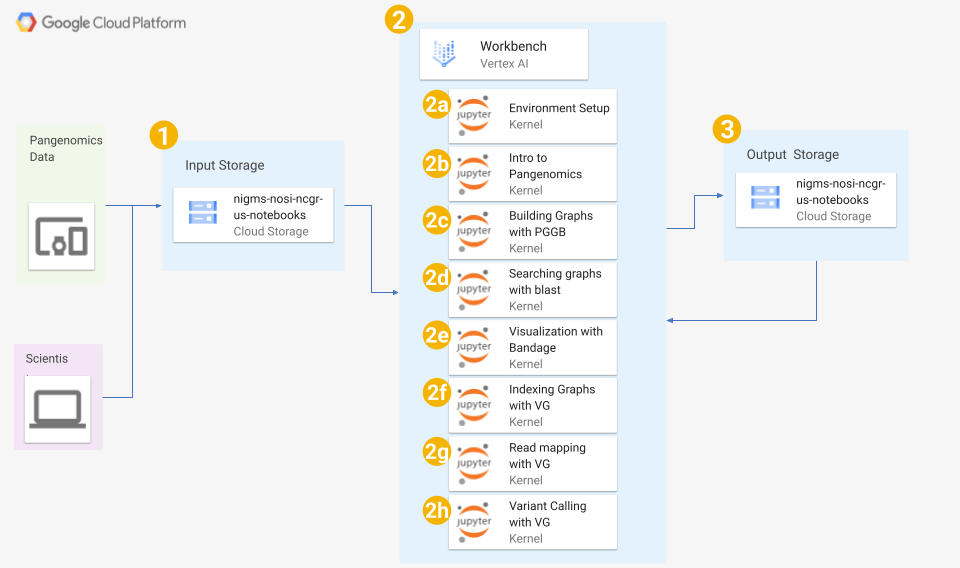 Google Cloud Platform
Pangenomics
Data
Scientis
1
Input Storage
nigms-nosi-ncgr-
us-notebooks
Cloud Storage
2
Workbench
Vertex AI
2a
jupyter
Environment Setup
Kernel
2b
jupyter
Intro to
Pangenomics
Kernel
2c
jupyter
Building Graphs
with PGGB
Kernel
2d
jupyter
Searching graphs
with blast
Kernel
2e
jupyter
Visualization with
Bandage
Kernel
2f
jupyter
Indexing Graphs
with VG
Kernel
2g
jupyter
Read mapping
with VG
Kernel
2h
jupyter
Variant Calling
with VG
Kernel
3
Output Storage
nigms-nosi-ncgr-
us-notebooks
Cloud Storage